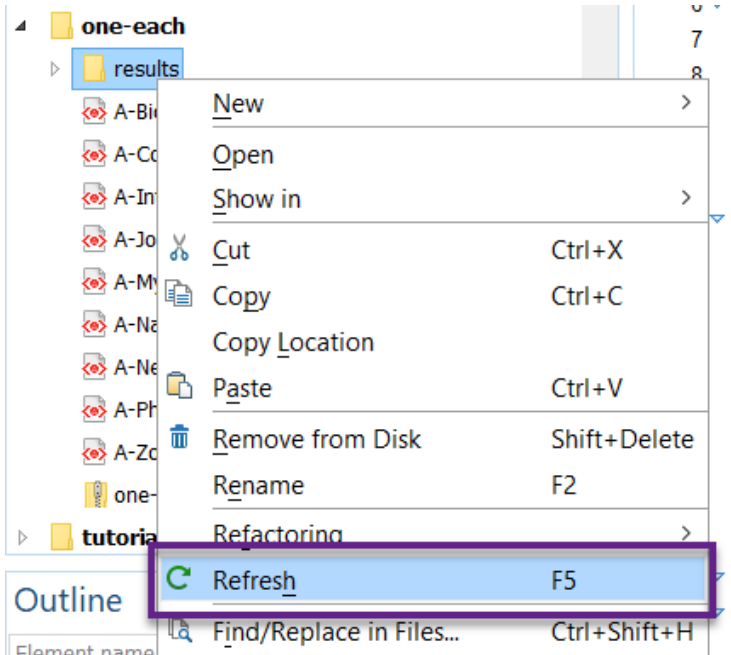 one-each
7
results
8
New
A-Bi
Open
A-Co
A-In
Show in
A-Jo
Cut Ctrl+X
A-My
Copy Ctrl+C
A-Na
Copy Location
A-Ne
Paste Ctrl+V
A-Ph
Remove from Disk Shift+Delete
A-Zo
Rename F2
one-
Refactoring
tutoria
Refresh F5
Outline
Find/Replace in Files... Ctrl+Shift+H
Element name